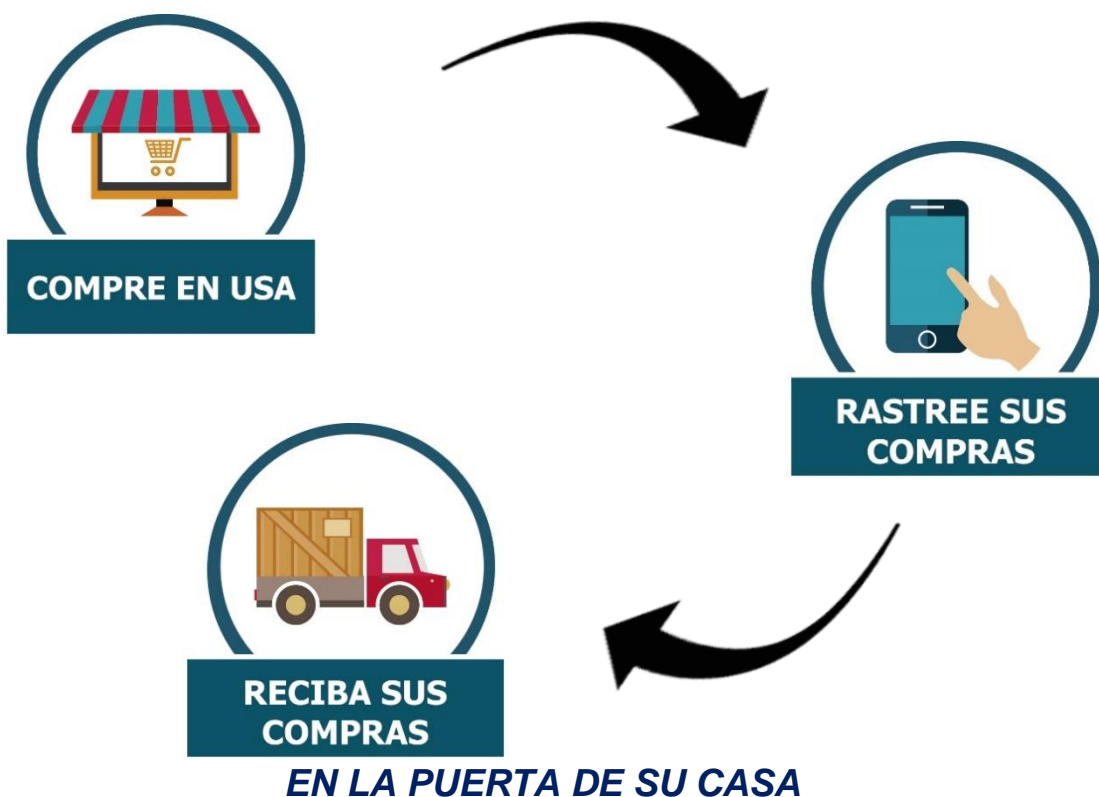 COMPRE EN USA
RASTREE SUS
COMPRAS
RECIBA SUS
COMPRAS
EN LA PUERTA DE SU CASA